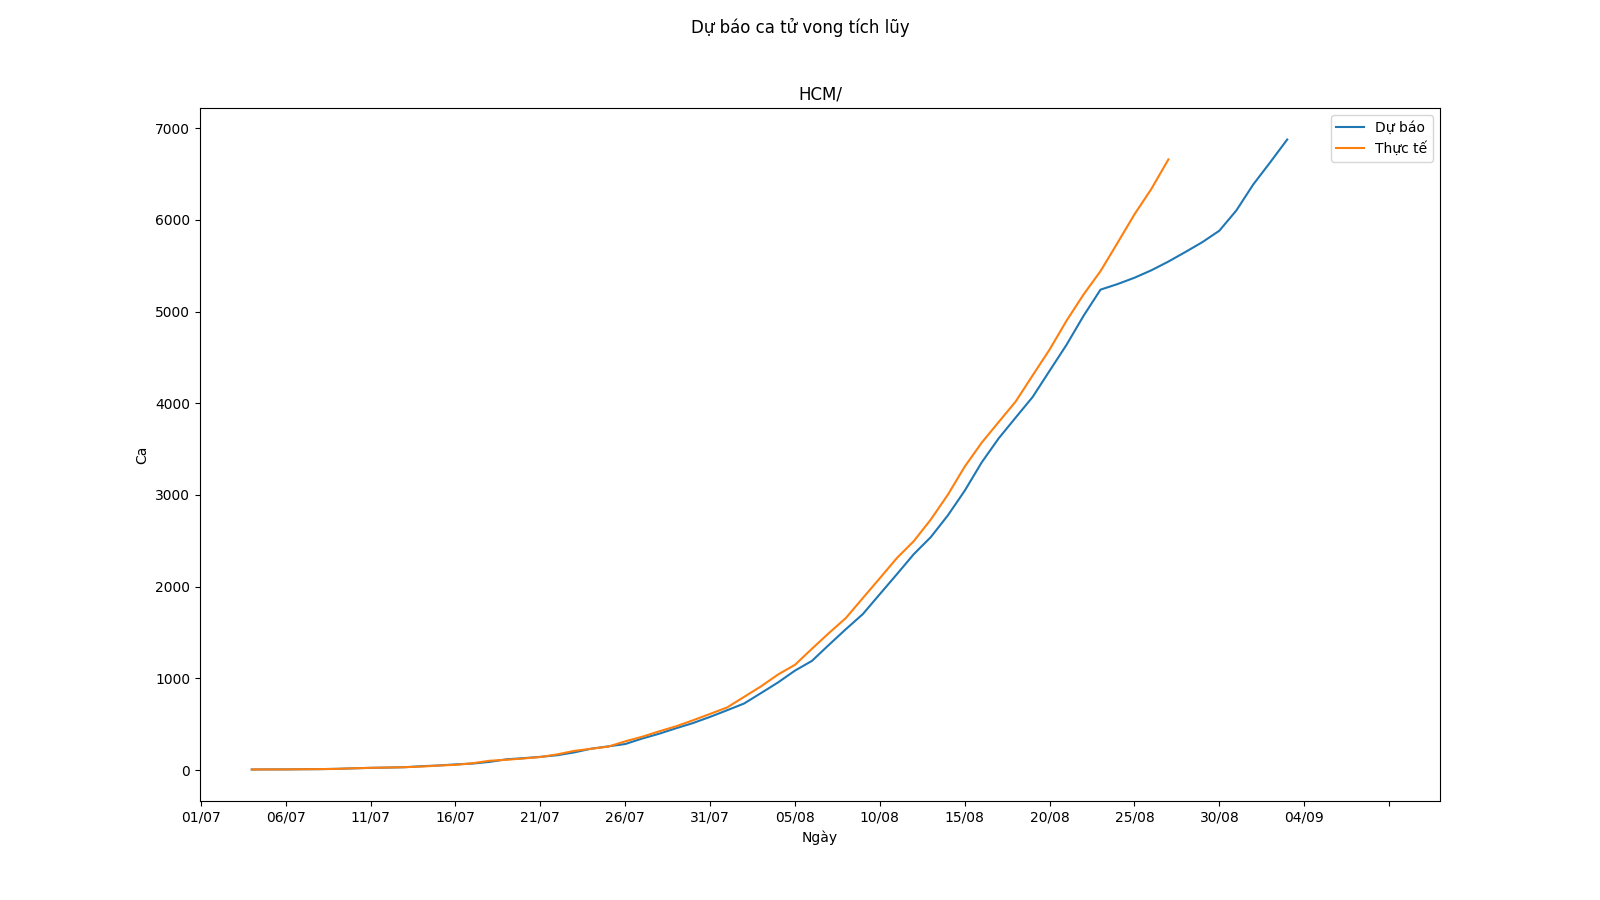 Dự báo ca tử vong tích lũy
HCM/
Dự báo
Thực tế
7000
6000
5000
4000
3000
2000
1000
0
Ca
01/07 06/07 11/07 16/07 21/07 26/07 31/07 05/08 10/08 15/08 20/08 25/08 30/08 04/09
Ngày